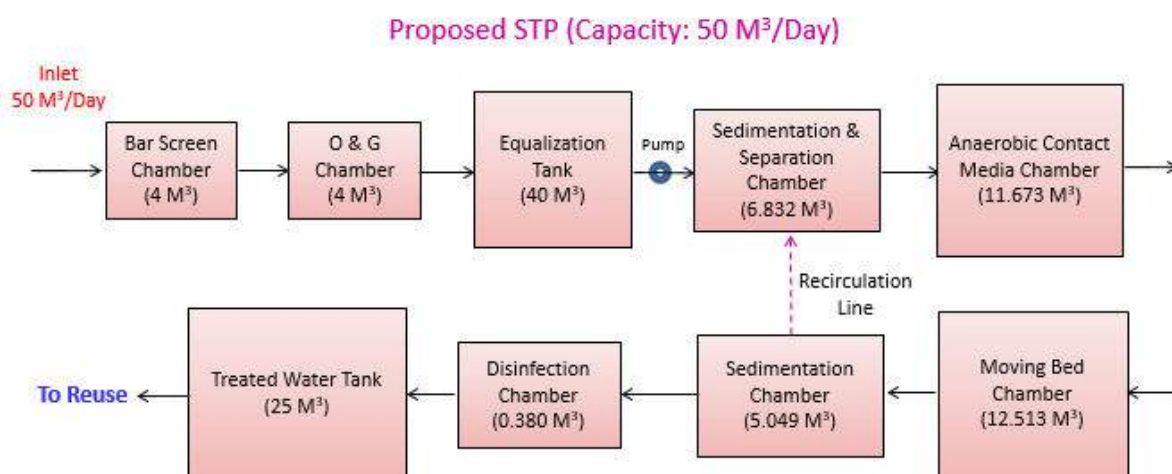 Proposed STP (Capacity: 50 M³/Day)
Inlet
50 M³/Day
Bar Screen
Chamber
(4 M³)
O & G
Chamber
(4 M³)
Equalization
Tank
(40 M³)
Pump
Sedimentation &
Separation
Chamber
(6.832 M³)
Anaerobic Contact
Media Chamber
(11.673 M³)
Recirculation
Line
To Reuse
Treated Water Tank
(25 M³)
Disinfection
Chamber
(0.380 M³)
Sedimentation
Chamber
(5.049 M³)
Moving Bed
Chamber
(12.513 M³)